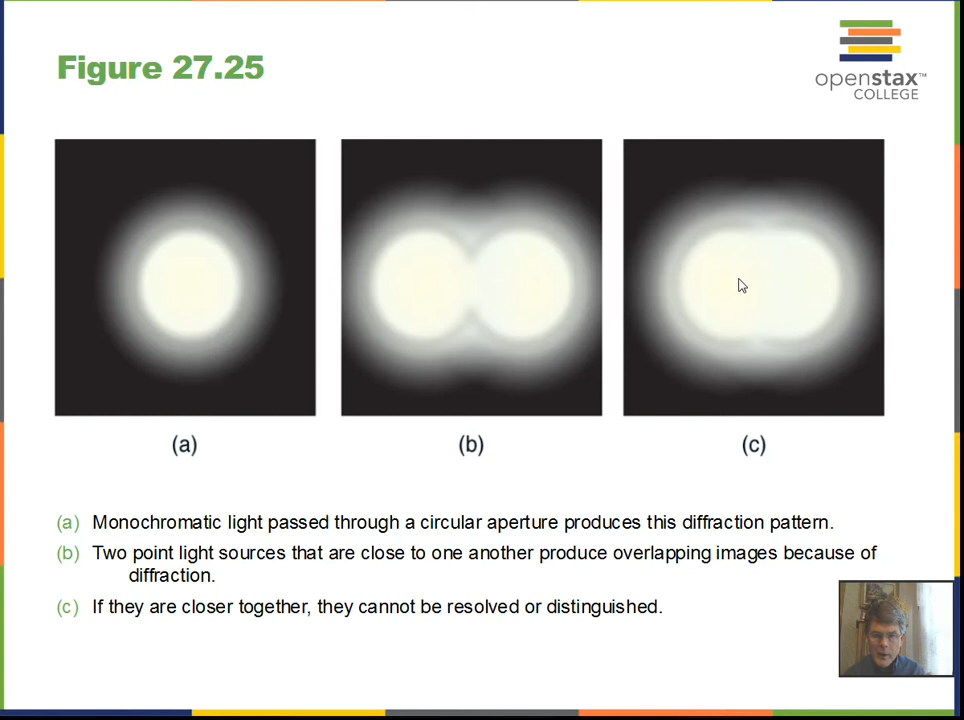 Figure 27.25
openstax™
COLLEGE
(a)
(b)
(c)
(a) Monochromatic light passed through a circular aperture produces this diffraction pattern.
(b) Two point light sources that are close to one another produce overlapping images because of
diffraction.
(c) If they are closer together, they cannot be resolved or distinguished.